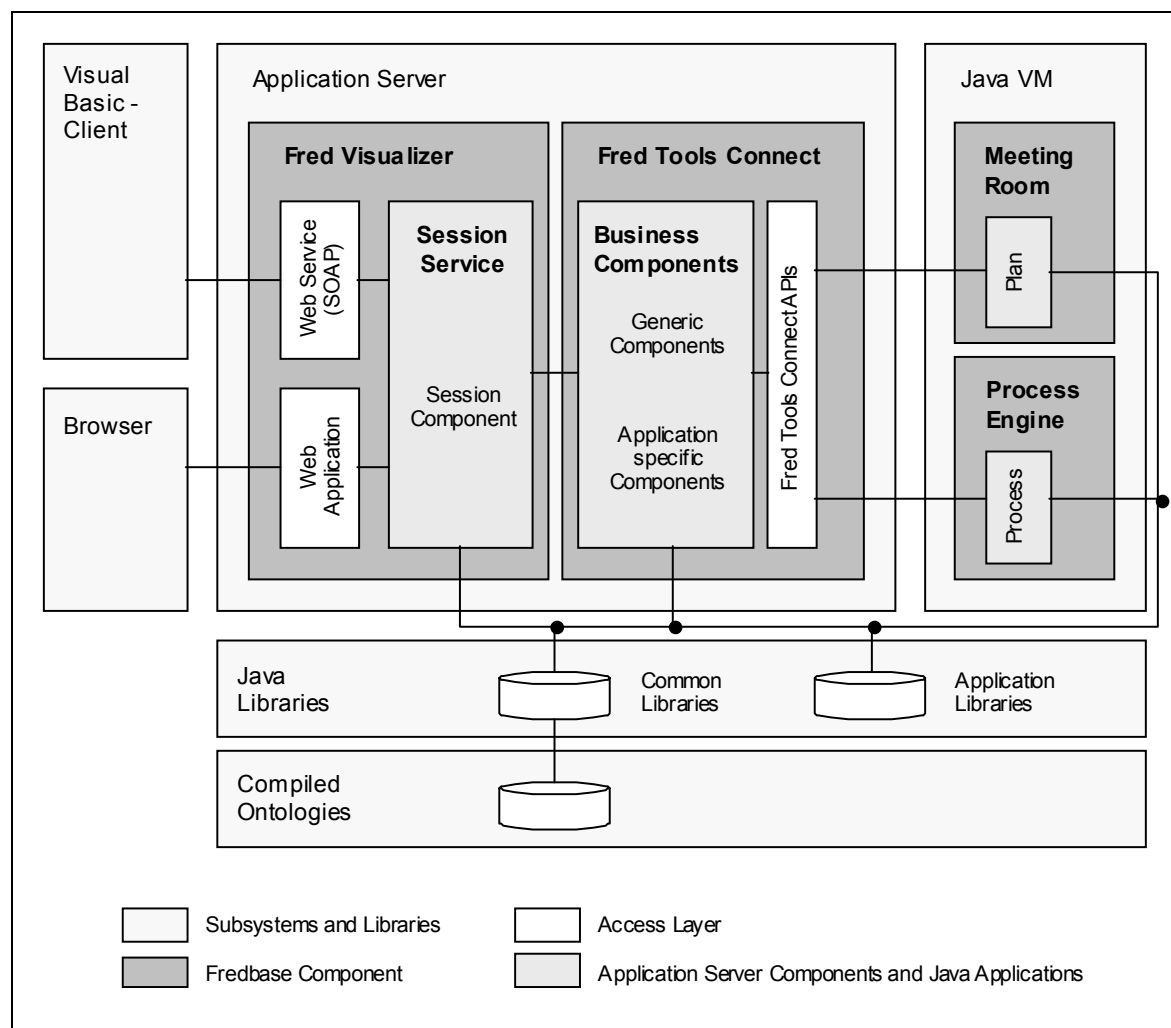 Visual
Basic -
Client
Application Server
Java VM
Fred Visualizer
Fred Tools Connect
Meeting
Room
Web Service
(SOAP)
Session
Service
Business
Components
Fred Tools Connect APIs
Plan
Generic
Components
Session
Component
Browser
Web
Application
Application
specific
Components
Process
Engine
Process
Java
Libraries
Common
Libraries
Application
Libraries
Compiled
Ontologies
Subsystems and Libraries
Access Layer
Fredbase Component
Application Server Components and Java Applications